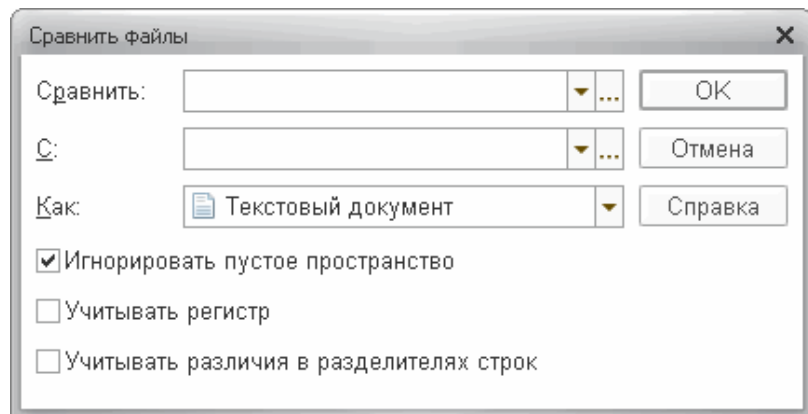 Сравнить файлы
Сравнить: ... OK
С: ... Отмена
Как: Текстовый документ Справка
Игнорировать пустое пространство
Учитывать регистр
Учитывать различия в разделителях строк